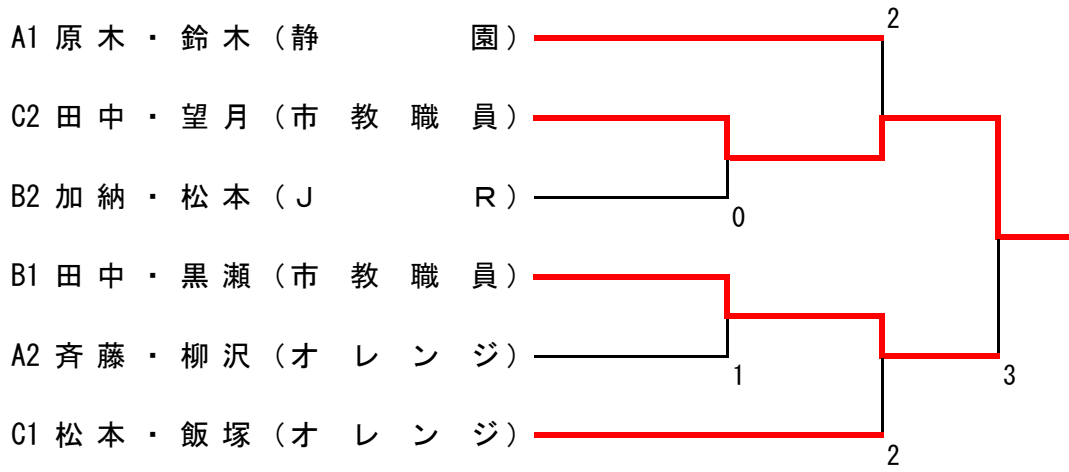 2
A1 原木・鈴木(静 園)
C2 田中・望月(市教職員)
B2 加納・松本(J R)
0
B1 田中・黒瀬(市教職員)
A2 斉藤・柳沢(オレンジ)
1
3
C1 松本・飯塚(オレンジ)
2